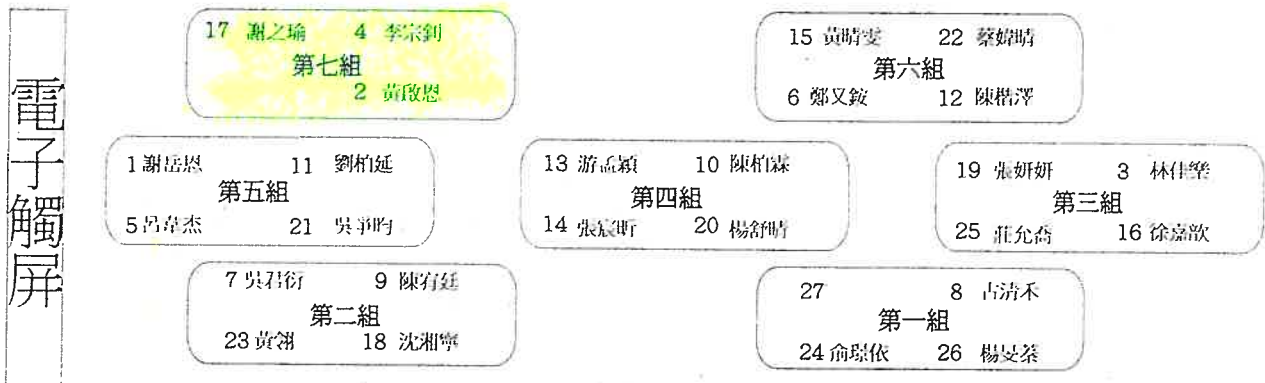 電子觸屏
17 謝之瑜 4 李宗釗
第七組
2 黃啟恩
15 黃晴雯 22 蔡媁晴
第六組
6 鄭又銨 12 陳楷澤
1 謝岳恩 11 劉柏延
第五組
5 呂韋杰 21 吳爭昀
13 游孟穎 10 陳柏霖
第四組
14 張宸昕 20 楊舒晴
19 張妍妍 3 林佳樂
第三組
25 莊允喬 16 徐嘉歆
7 吳君衍 9 陳宥廷
第二組
23 黃翎 18 沈湘寧
27 8 古清禾
第一組
24 俞璟依 26 楊旻蓁